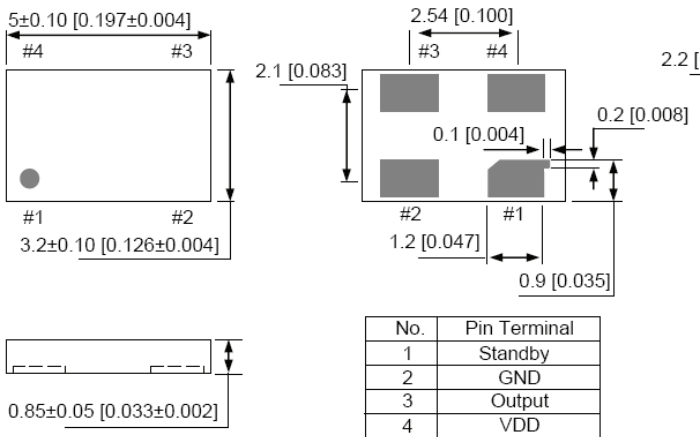 5±0.10 [0.197±0.004]
#4 #3
#1 #2
3.2±0.10 [0.126±0.004]
0.85±0.05 [0.033±0.002]
2.54 [0.100]
#3 #4
2.1 [0.083]
0.2 [0.008]
0.1 [0.004]
#2 #1
1.2 [0.047]
0.9 [0.035]
2.2 [
No. Pin Terminal
1 Standby
2 GND
3 Output
4 VDD